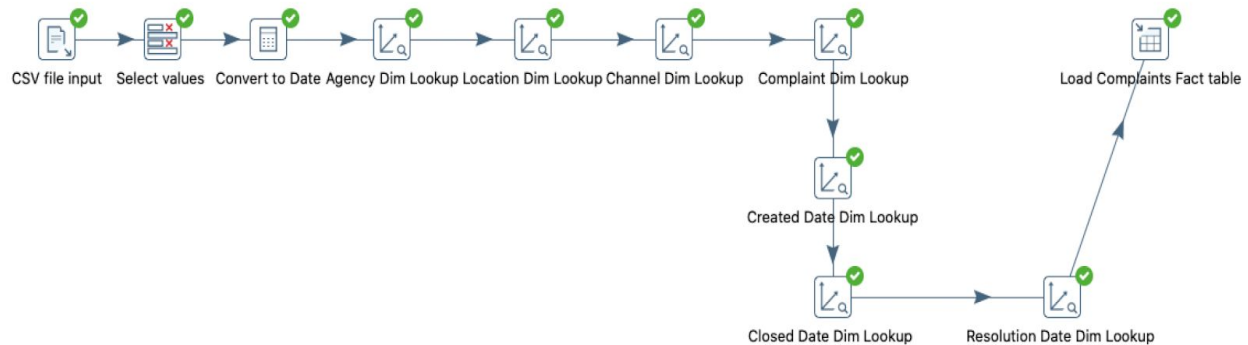 CSV file input
Select values
Convert to Date
Agency Dim Lookup
Location Dim Lookup
Channel Dim Lookup
Complaint Dim Lookup
Load Complaints Fact table
Created Date Dim Lookup
Closed Date Dim Lookup
Resolution Date Dim Lookup